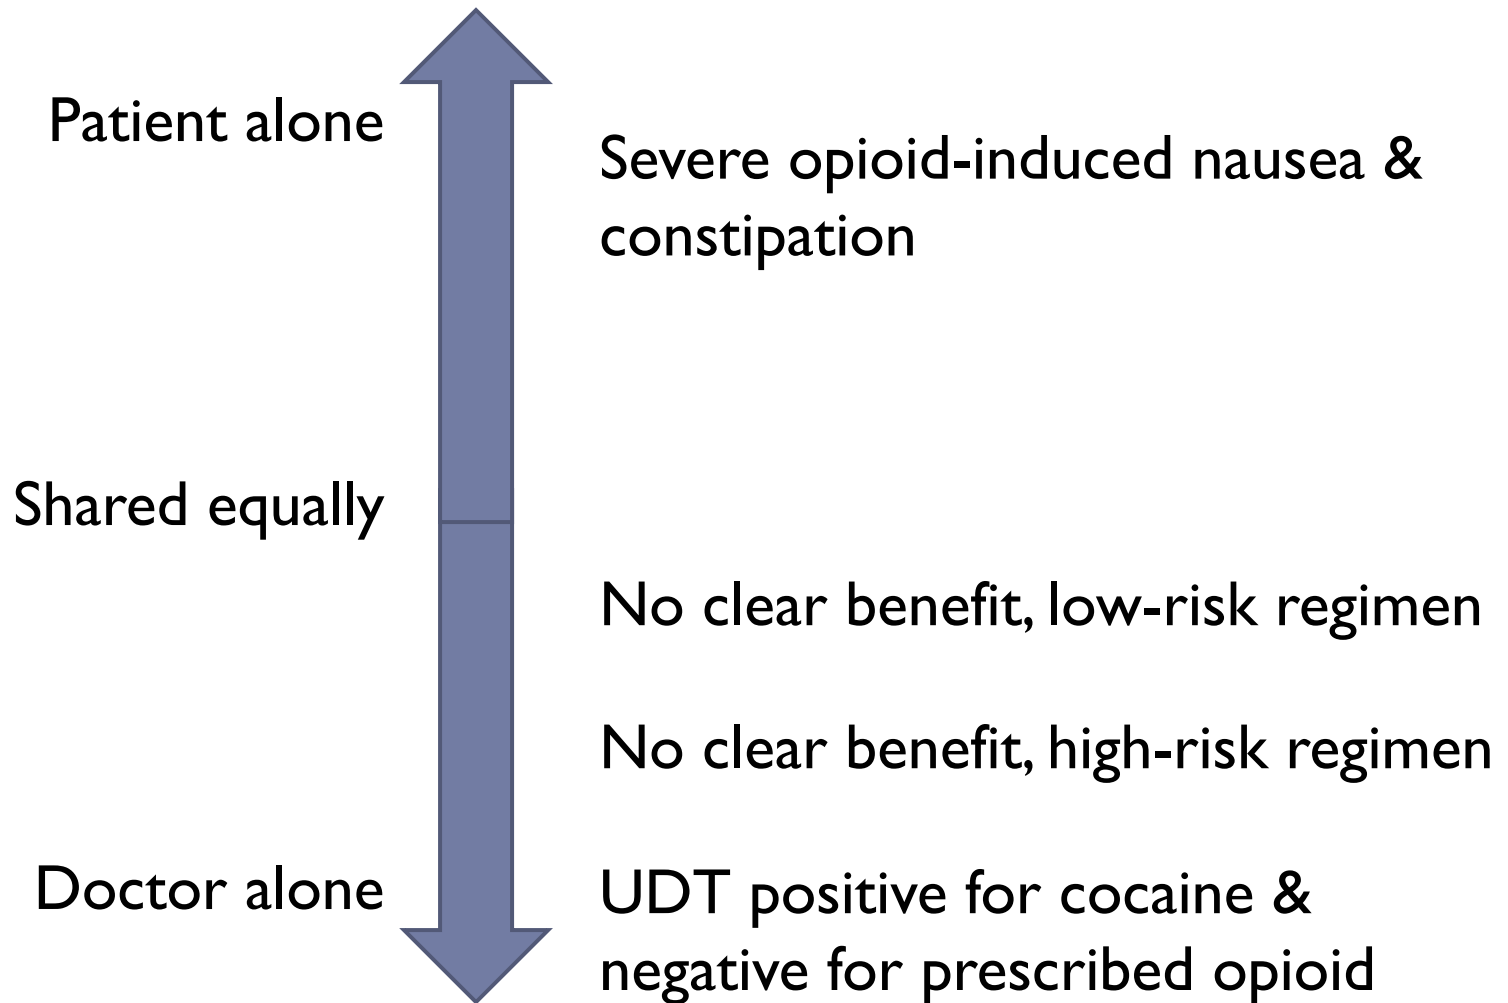 Patient alone
Severe opioid-induced nausea &
constipation
Shared equally
No clear benefit, low-risk regimen
No clear benefit, high-risk regimen
Doctor alone
UDT positive for cocaine &
negative for prescribed opioid